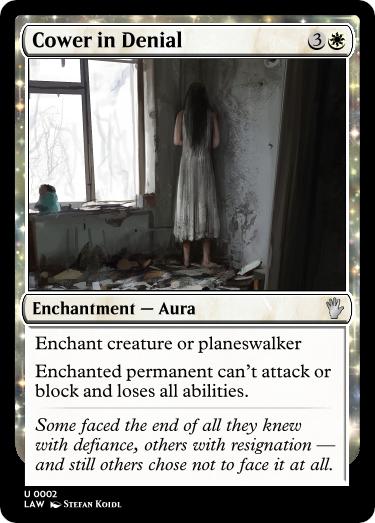 Cower in Denial 3
Enchantment — Aura
Enchant creature or planeswalker
Enchanted permanent can't attack or
block and loses all abilities.
Some faced the end of all they knew
with defiance, others with resignation —
and still others chose not to face it at all.
U 0002
LAW Stefan Koidl